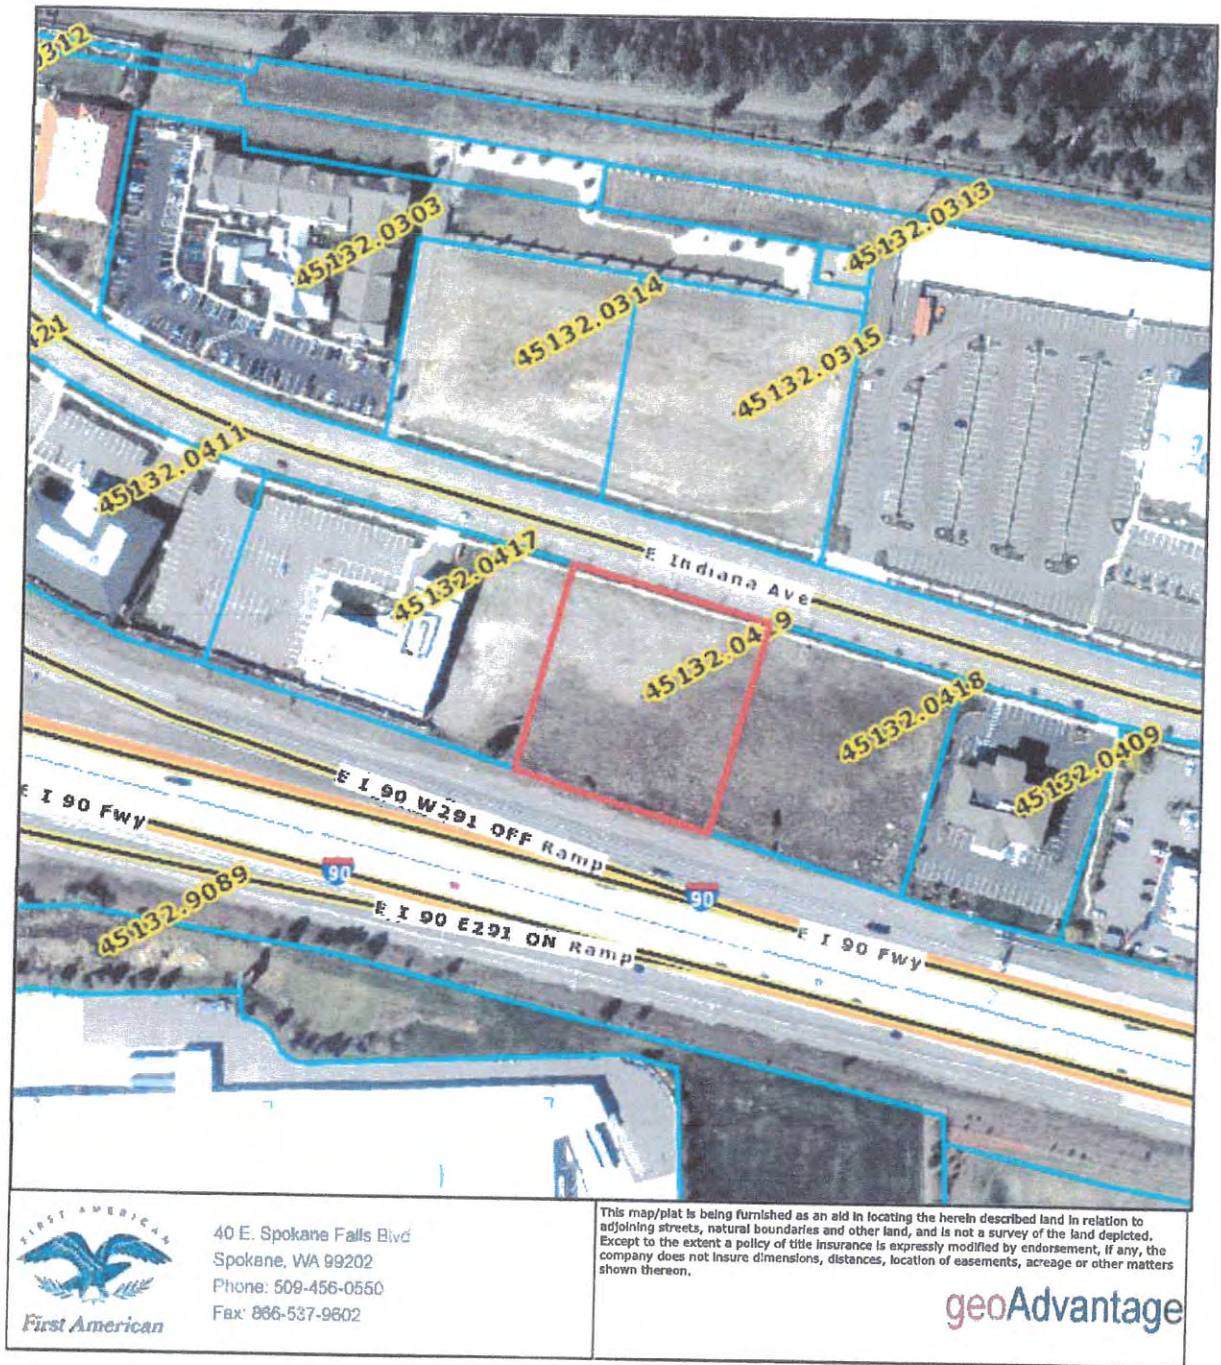 0312
45132.0303
45132.0313
45132.0314
45132.0315
421
45132.0411
45132.0417
E Indiana Ave
45132.0419
45132.0418
45132.0409
E I 90 W291 OFF Ramp
E I 90 Fwy
90
90
E I 90 Fwy
45132.9089
E I 90 E291 ON Ramp
FIRST AMERICAN
First American
40 E. Spokane Falls Blvd
Spokane, WA 99202
Phone: 509-456-0550
Fax: 866-537-9602
This map/plat is being furnished as an aid in locating the herein described land in relation to
adjoining streets, natural boundaries and other land, and is not a survey of the land depicted.
Except to the extent a policy of title insurance is expressly modified by endorsement, if any, the
company does not insure dimensions, distances, location of easements, acreage or other matters
shown thereon.
geoAdvantage